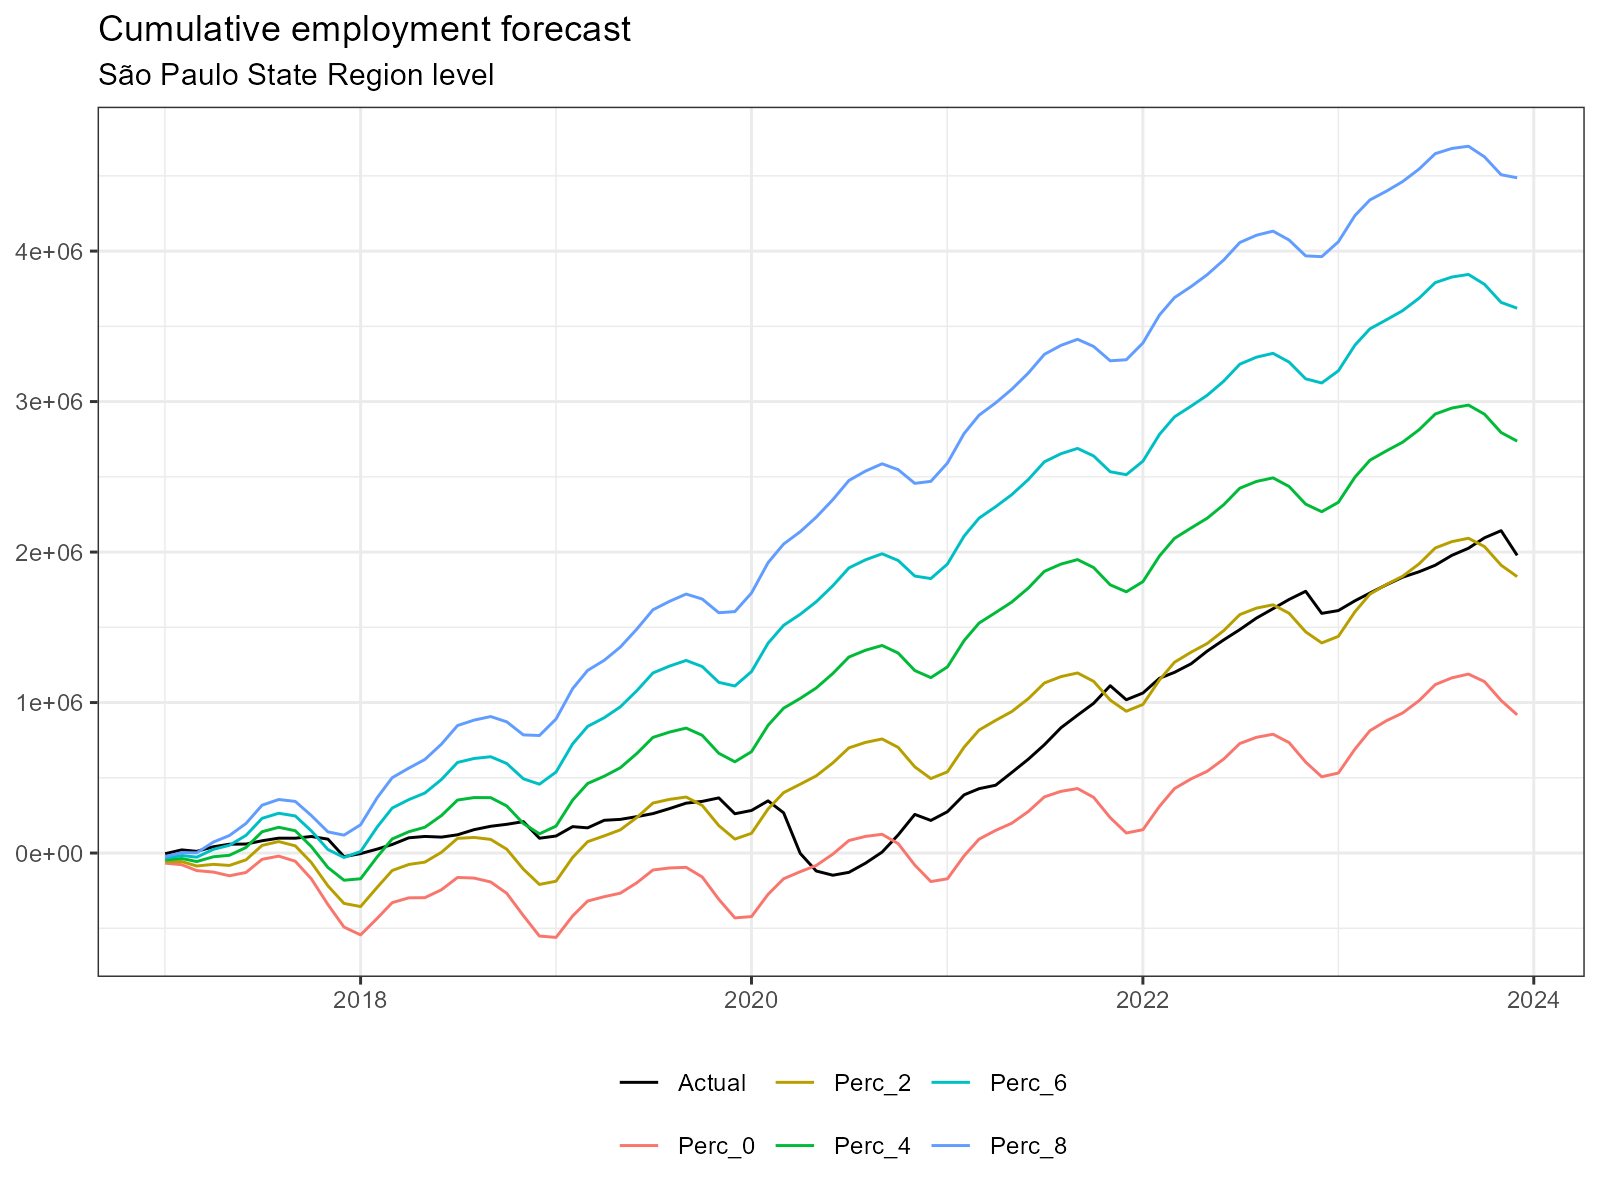 Cumulative employment forecast
São Paulo State Region level
4e+06
3e+06
2e+06
1e+06
0e+00
2018 2020 2022 2024
Actual Perc_2 Perc_6
Perc_0 Perc_4 Perc_8